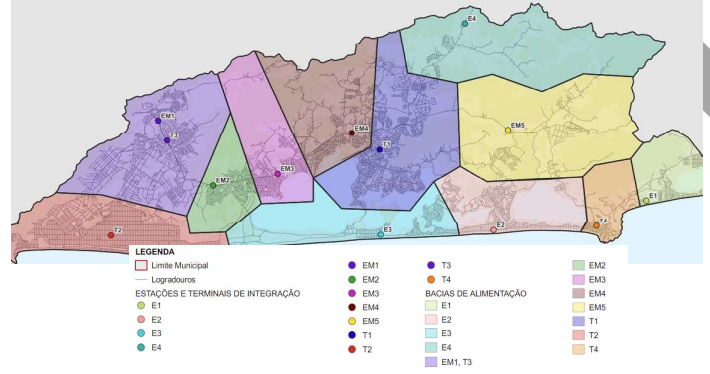 E4
EM1
T3
EM4
EM5
T1
EM3
EM2
E1
T4
E2
E3
T2
LEGENDA
Limite Municipal
Logradouros
ESTAÇÕES E TERMINAIS DE INTEGRAÇÃO
E1
E2
E3
E4
EM1
EM2
EM3
EM4
EM5
T1
T2
T3
T4
BACIAS DE ALIMENTAÇÃO
E1
E2
E3
E4
EM1, T3
EM2
EM3
EM4
EM5
T1
T2
T4